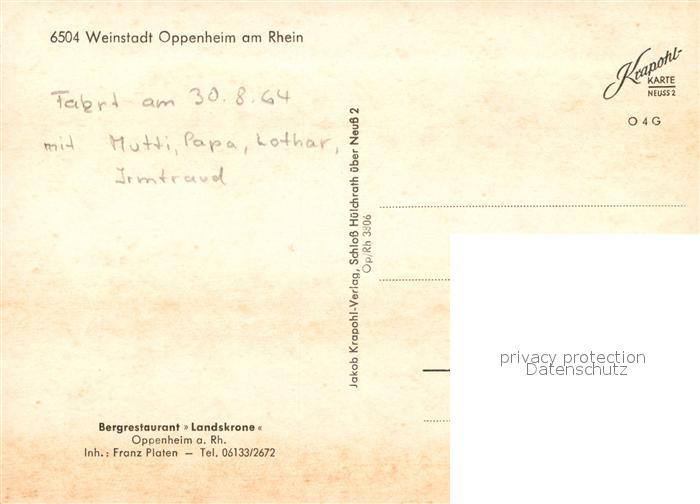 6504 Weinstadt Oppenheim am Rhein
Fahrt am 30.8.64
mit Mutti, Papa, Lothar,
Irmtraud
Bergrestaurant » Landskrone «
Oppenheim a. Rh.
Inh.: Franz Platen — Tel. 06133/2672
Jakob Krapohl-Verlag, Schloß Hülchrath über Neuß 2
Op/Rh 3806
Krapohl-
KARTE
NEUSS 2
O 4 G
privacy protection
Datenschutz